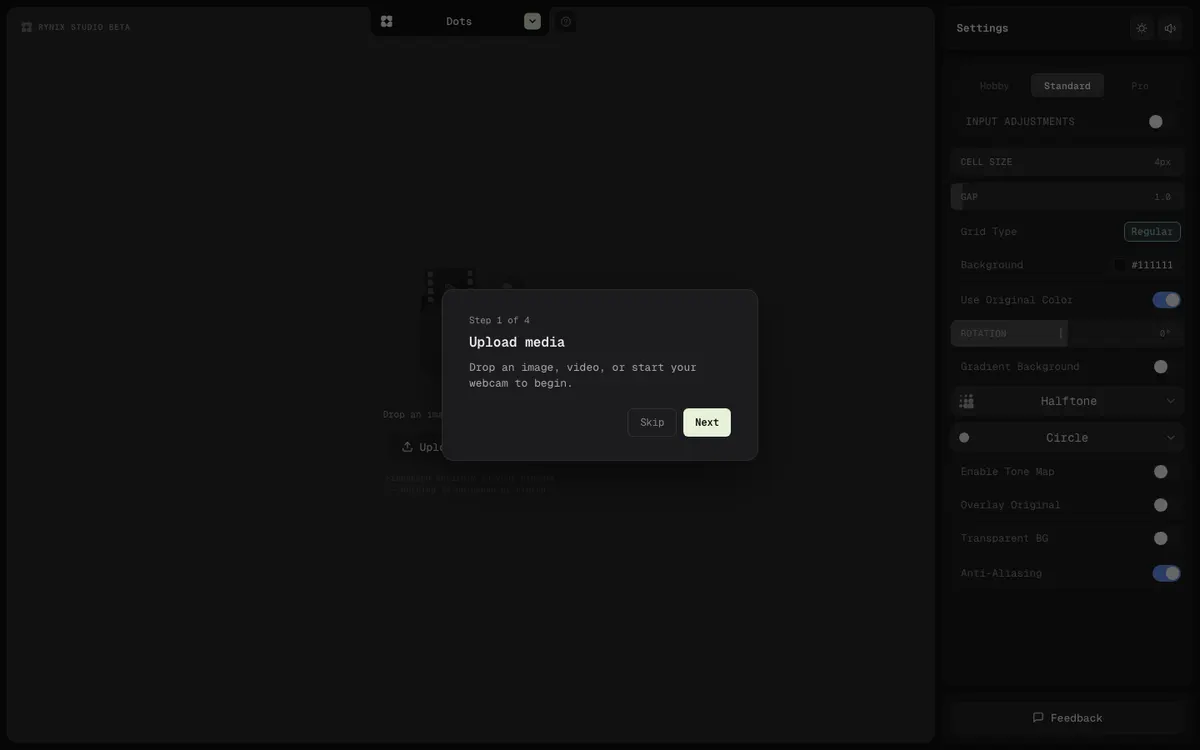 RYNIX STUDIO BETA
Dots
Settings
Hobby
Standard
Pro
INPUT ADJUSTMENTS
CELL SIZE 4px
GAP 1.0
Grid Type Regular
Background #111111
Use Original Color
ROTATION 0°
Gradient Background
Halftone
Circle
Enable Tone Map
Overlay Original
Transparent BG
Anti-Aliasing
Feedback
Drop an
Step 1 of 4
Upload media
Drop an image, video, or start your
webcam to begin.
Skip
Next